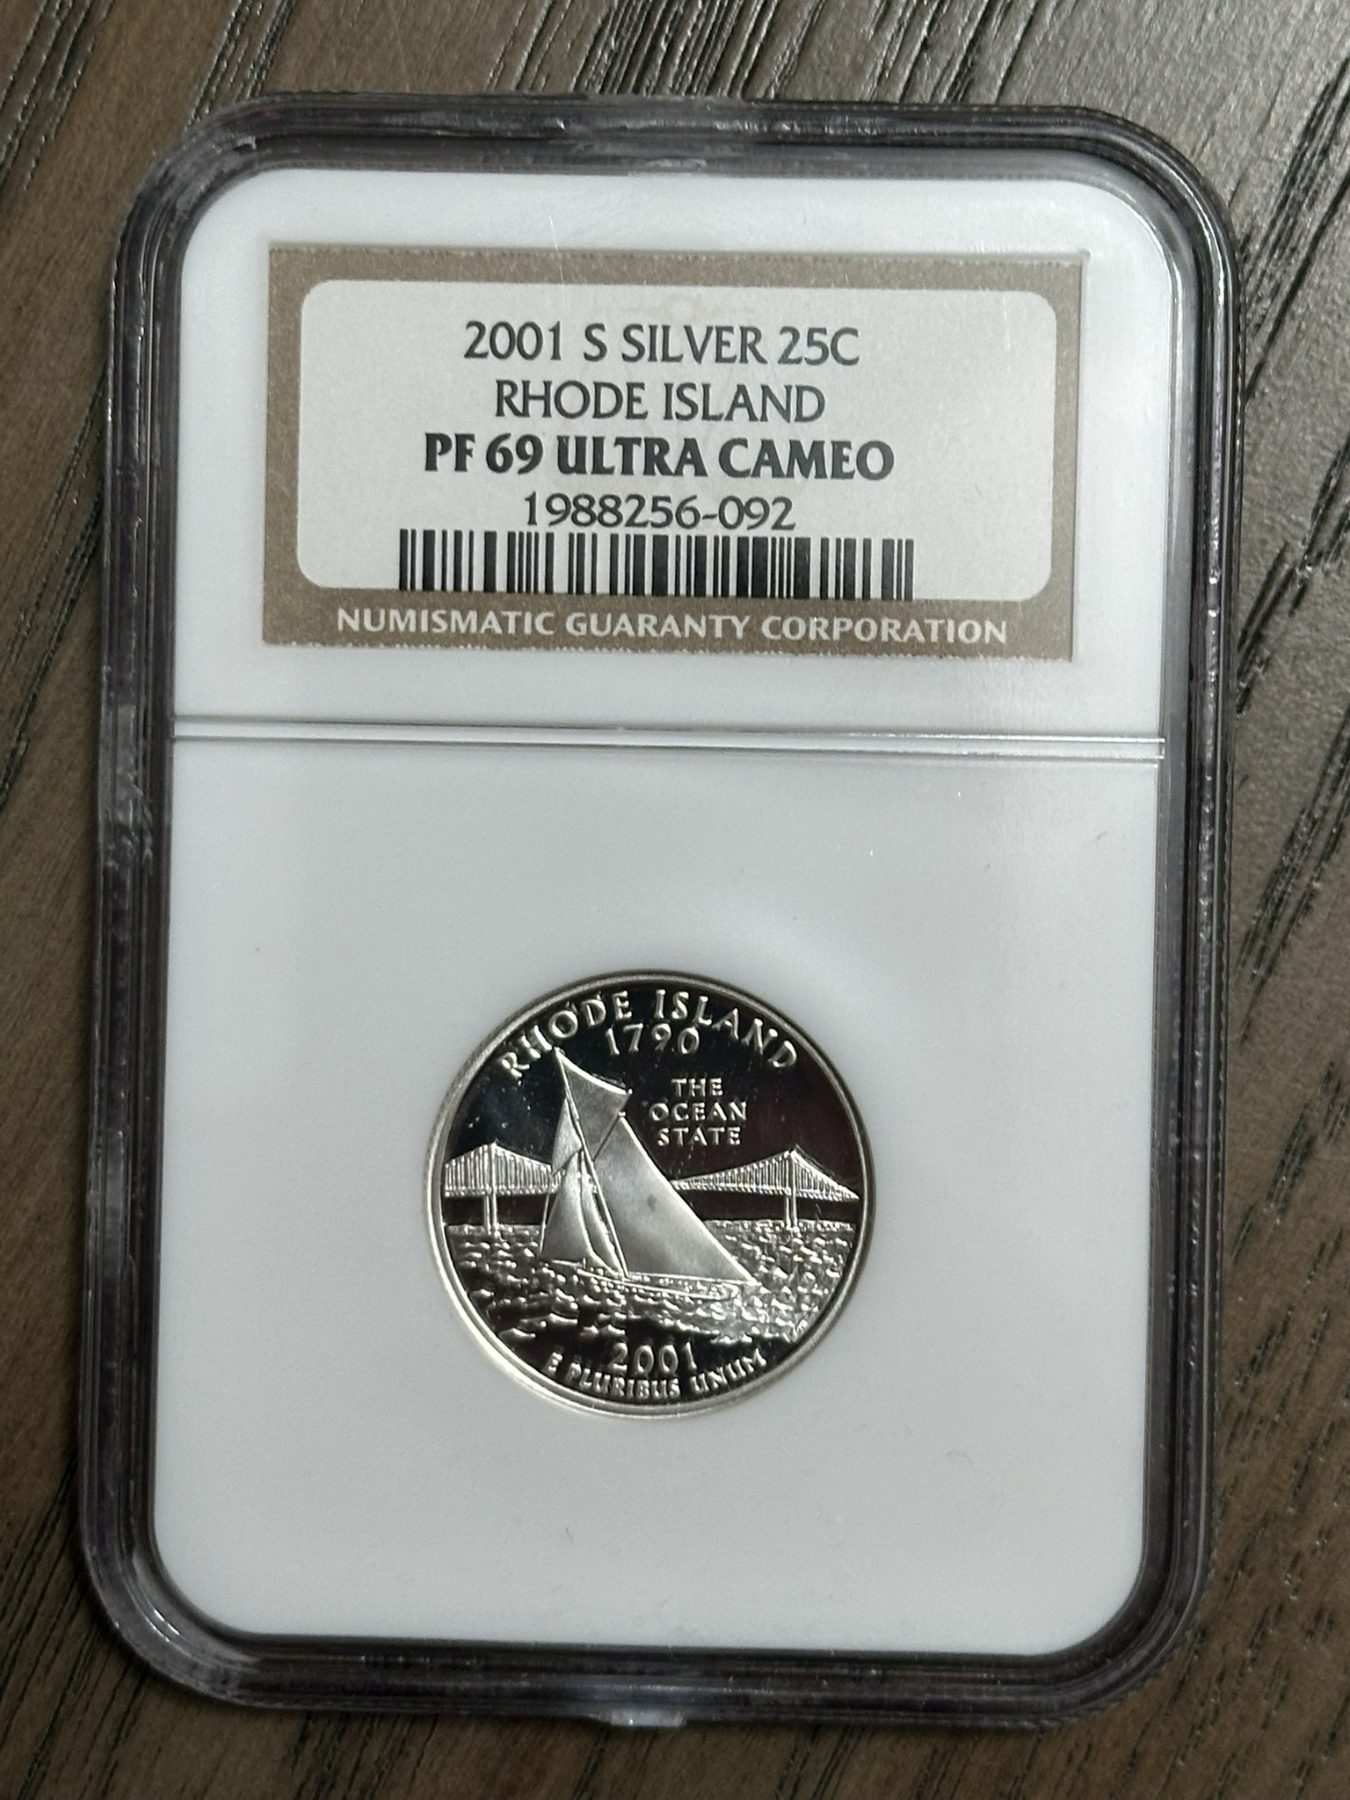 2001 S SILVER 25C
RHODE ISLAND
PF 69 ULTRA CAMEO
1988256-092
NUMISMATIC GUARANTY CORPORATION
RHODE ISLAND
1790
THE
OCEAN
STATE
2001
E PLURIBUS UNUM